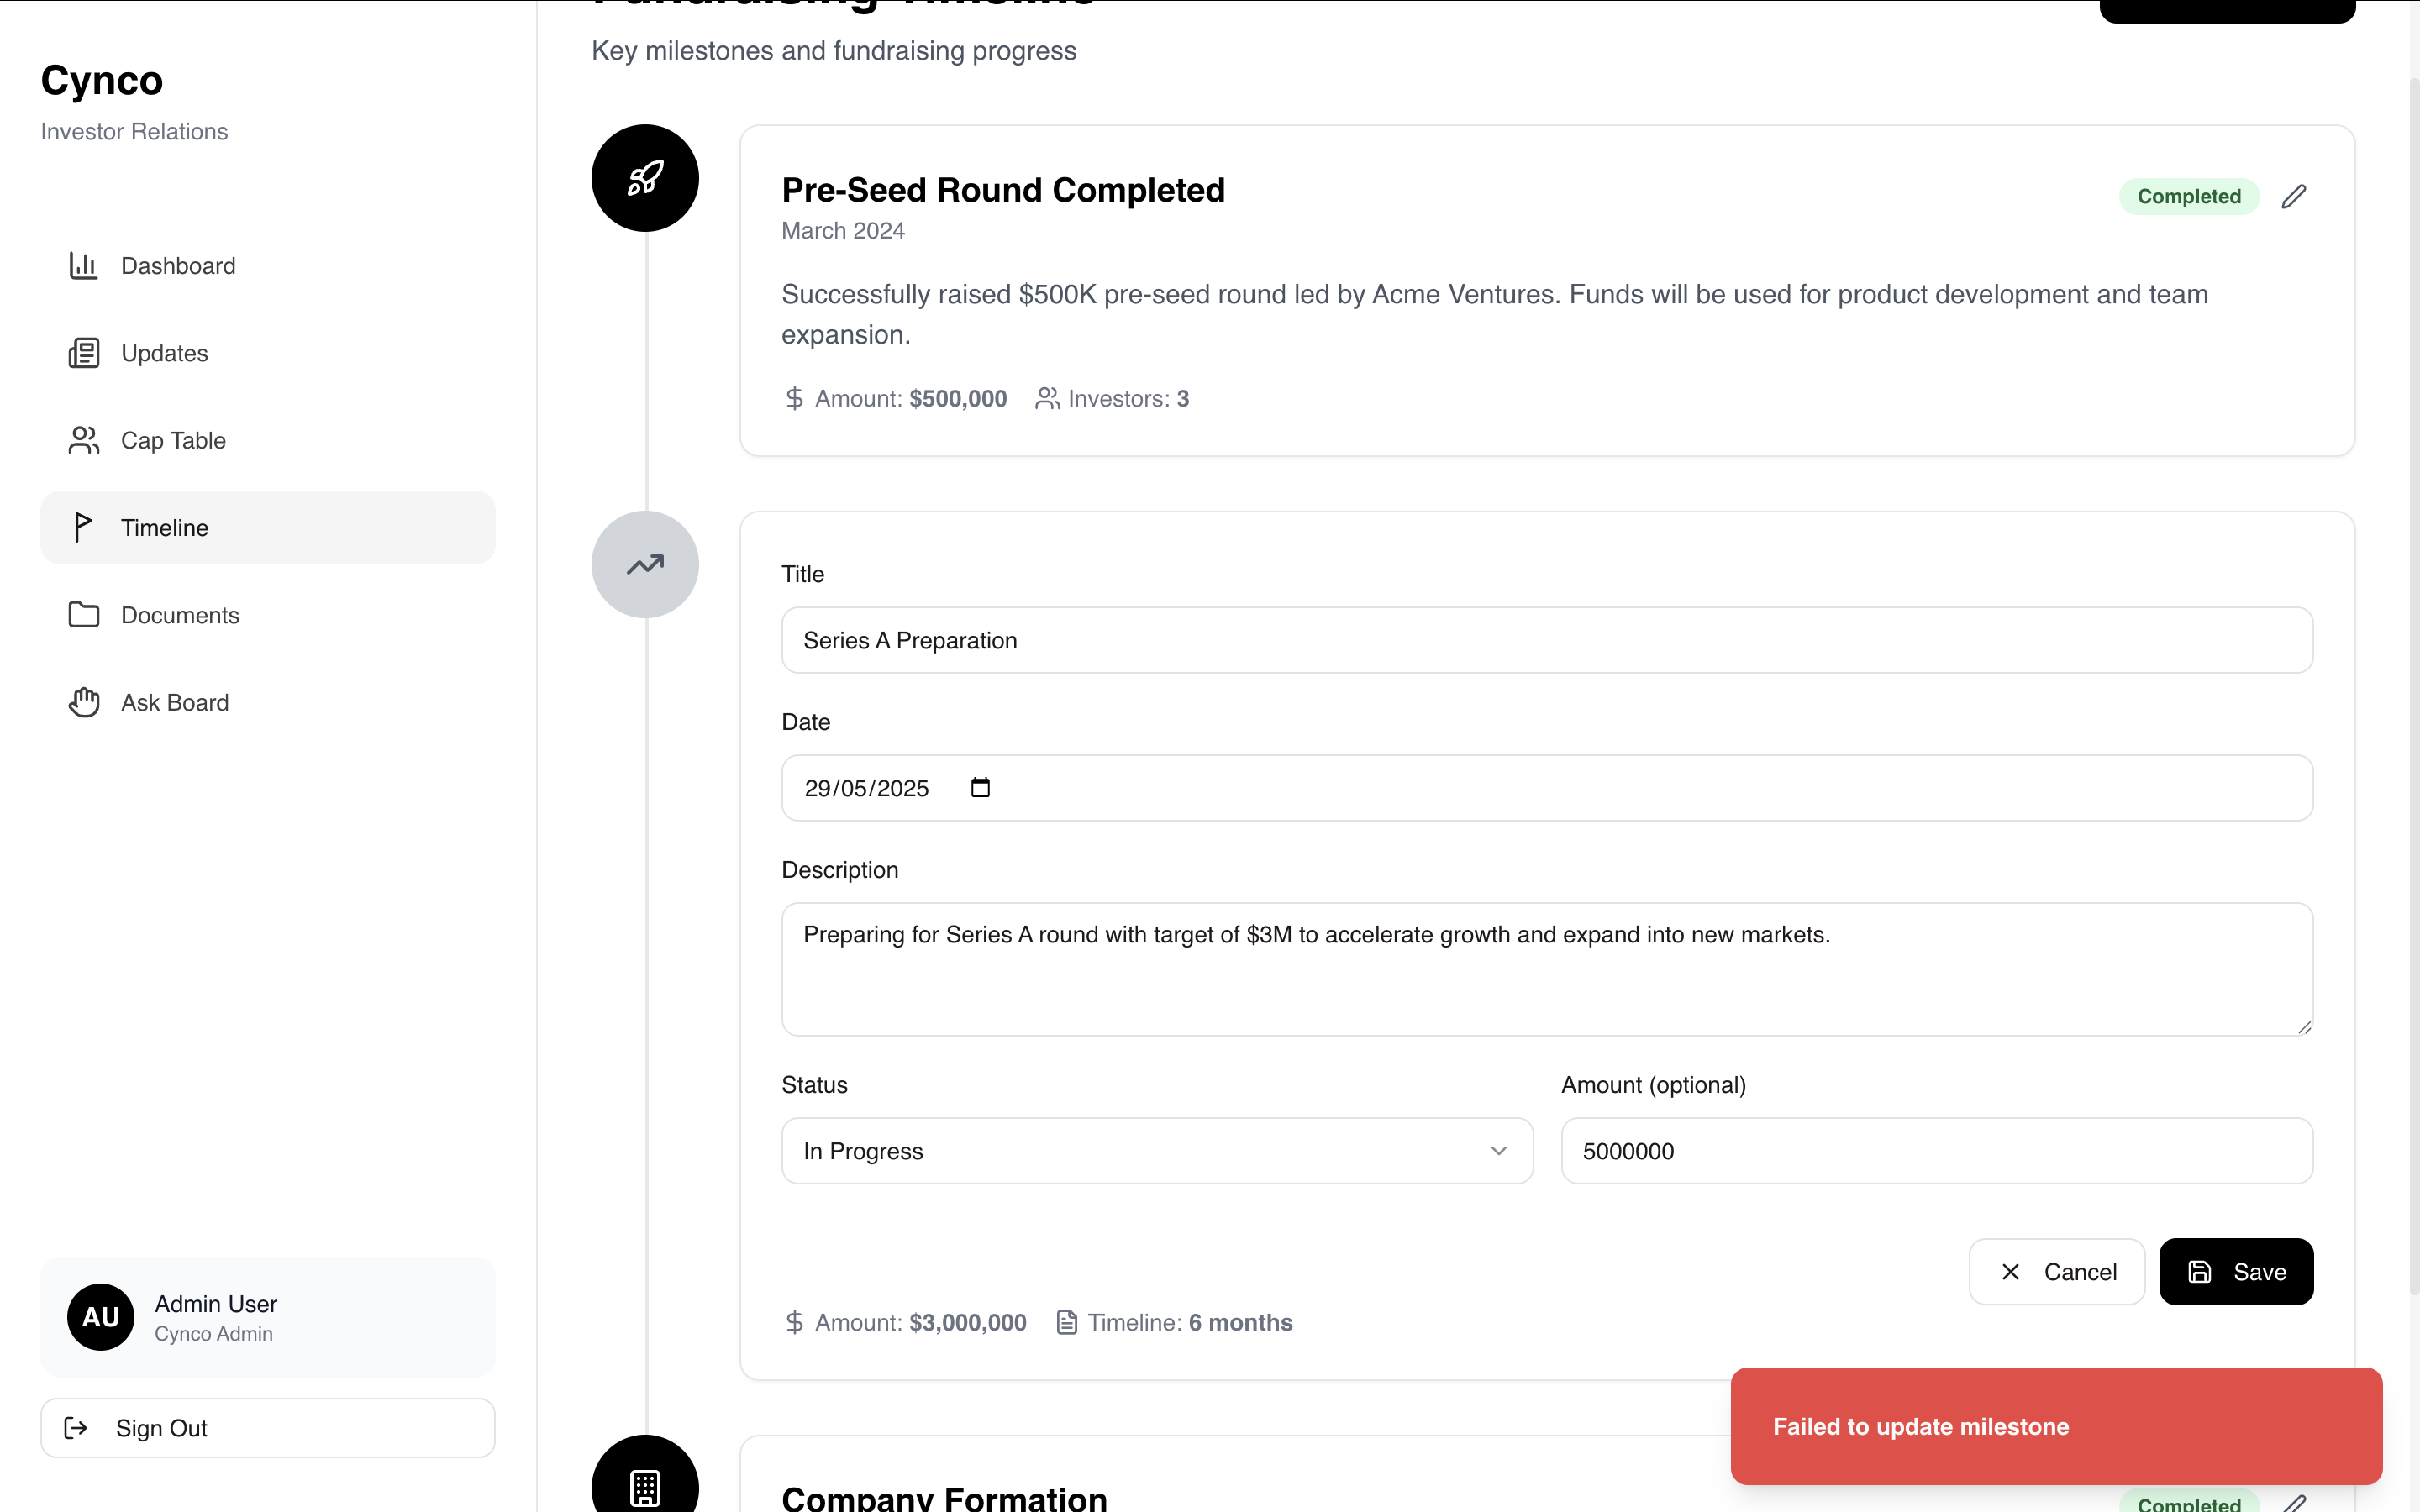 Fundraising Timeline
Key milestones and fundraising progress
Cynco
Investor Relations
Dashboard
Updates
Cap Table
Timeline
Documents
Ask Board
AU
Admin User
Cynco Admin
Sign Out
Pre-Seed Round Completed
Completed
March 2024
Successfully raised $500K pre-seed round led by Acme Ventures. Funds will be used for product development and team
expansion.
Amount: $500,000 Investors: 3
Title
Series A Preparation
Date
29/05/2025
Description
Preparing for Series A round with target of $3M to accelerate growth and expand into new markets.
Status
Amount (optional)
In Progress
5000000
Cancel
Save
Amount: $3,000,000 Timeline: 6 months
Failed to update milestone
Company Formation
Completed